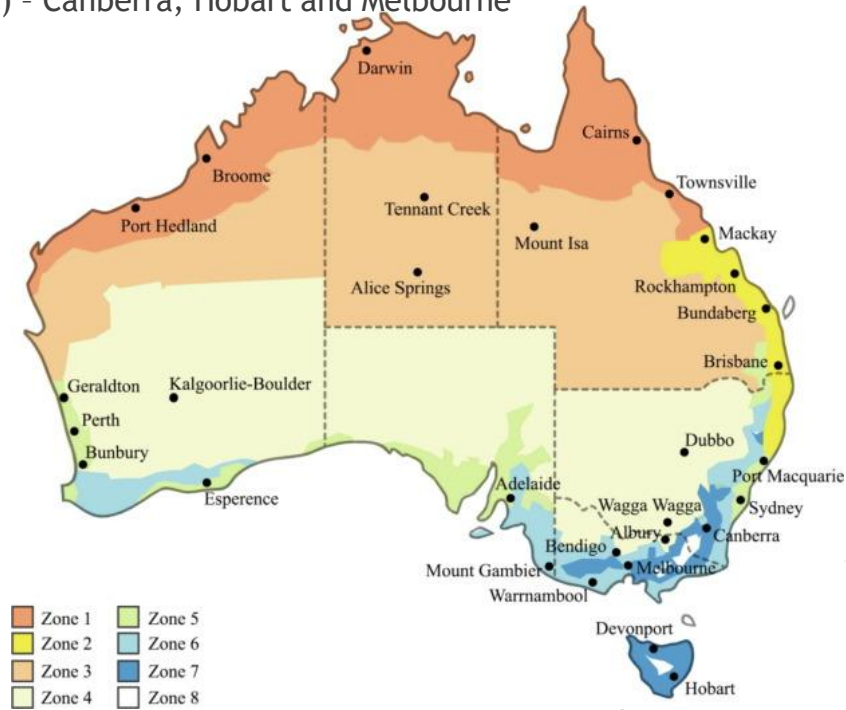 ) – Canberra, Hobart and Melbourne
Darwin
Cairns
Broome
Townsville
Tennant Creek
Port Hedland
Mackay
Mount Isa
Alice Springs
Rockhampton
Bundaberg
Brisbane
Geraldton
Kalgoorlie-Boulder
Perth
Dubbo
Bunbury
Port Macquarie
Adelaide
Esperence
Wagga Wagga
Sydney
Albury
Canberra
Bendigo
Mount Gambier
Melbourne
Warrnambool
Devonport
Hobart
Zone 1
Zone 2
Zone 3
Zone 4
Zone 5
Zone 6
Zone 7
Zone 8